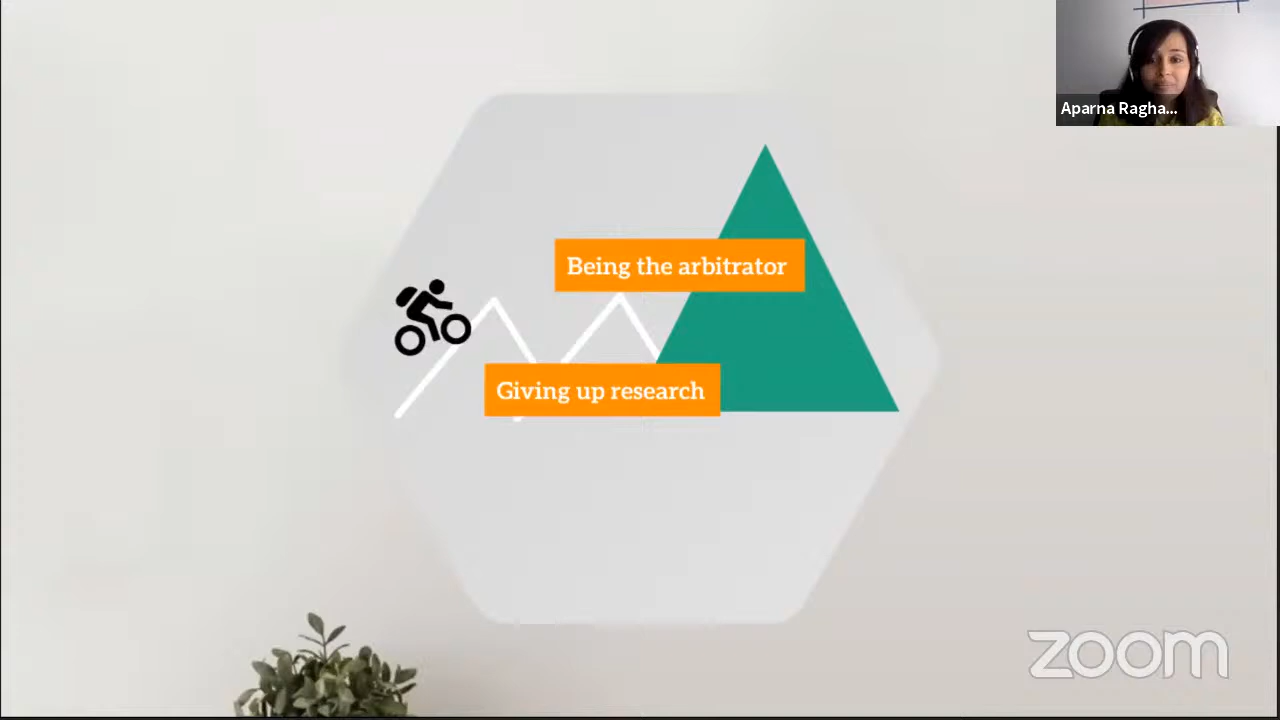 Aparna Ragha...
Being the arbitrator
Giving up research
zoom